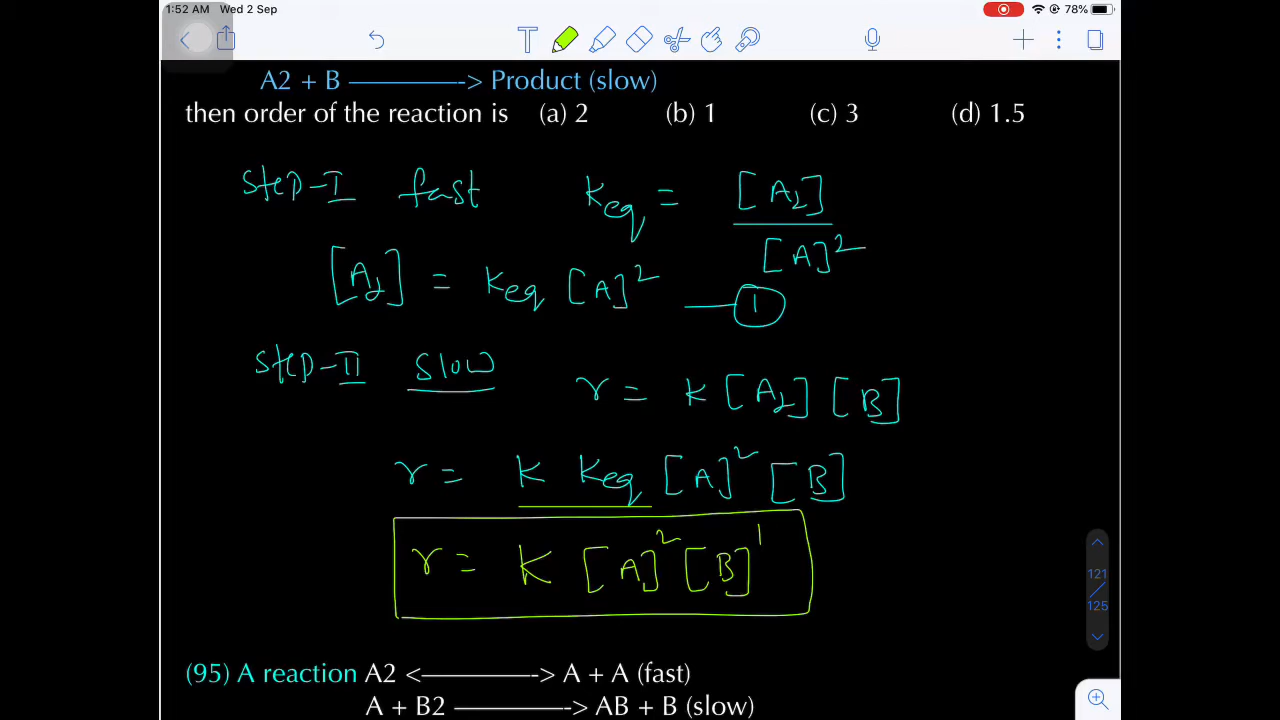 1:52 AM Wed 2 Sep 78%
A2 + B ————-> Product (slow)
then order of the reaction is (a) 2 (b) 1 (c) 3 (d) 1.5
Step-I fast Keq = [A2] / [A]²
[A2] = Keq [A]² —①
Step-II slow r = K [A2] [B]
r = K Keq [A]² [B]
r = K [A]² [B]¹
121
/
125
(95) A reaction A2 <————-> A + A (fast)
A + B2 ————-> AB + B (slow)